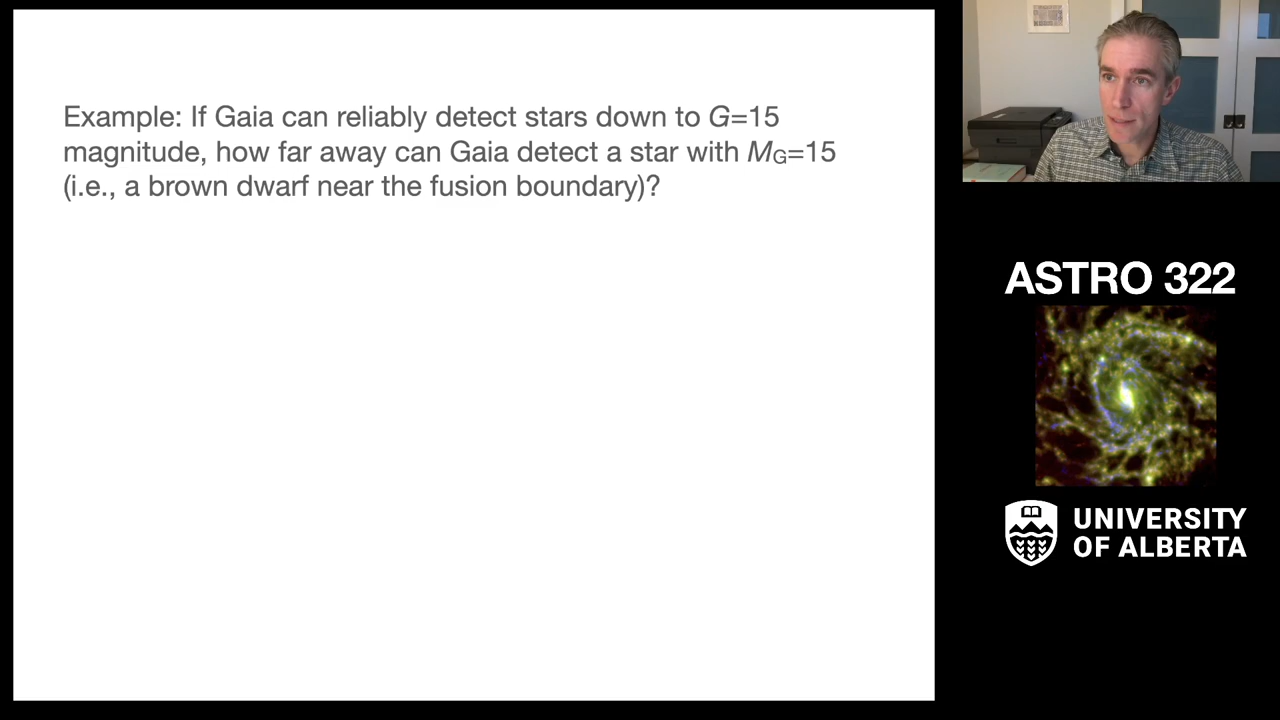 Example: If Gaia can reliably detect stars down to G=15
magnitude, how far away can Gaia detect a star with MG=15
(i.e., a brown dwarf near the fusion boundary)?
ASTRO 322
UNIVERSITY
OF ALBERTA